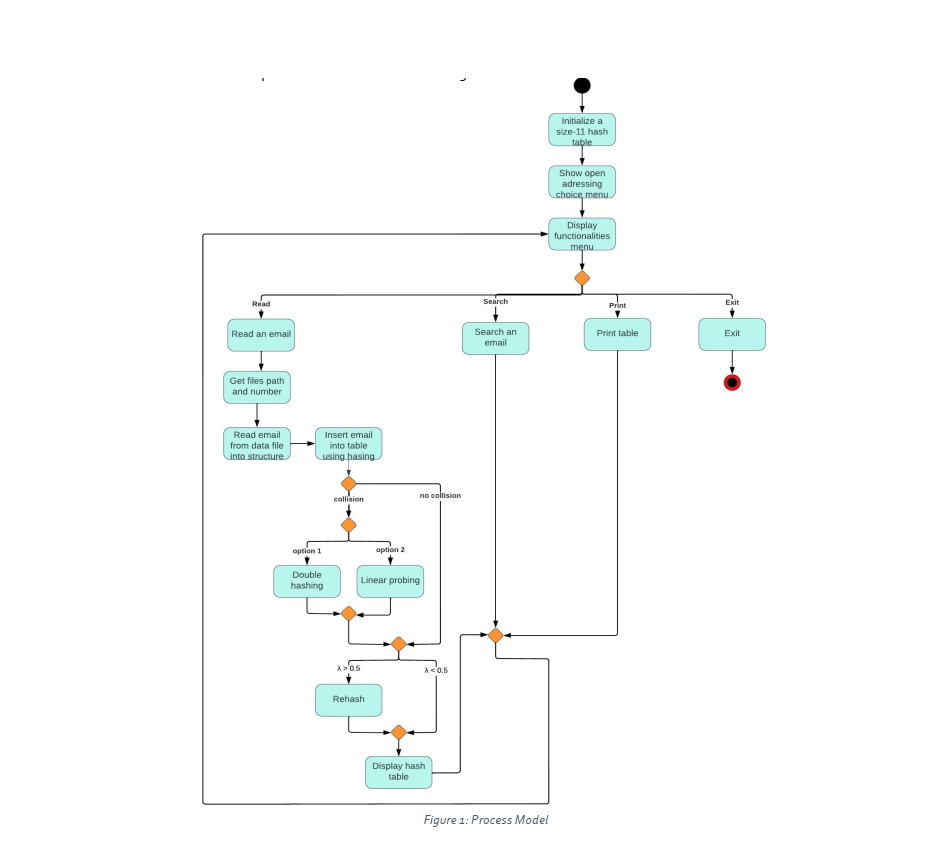 Initialize a
size-11 hash
table
Show open
adressing
choice menu
Display
functionalities
menu
Read
Search
Print
Exit
Read an email
Search an
email
Print table
Exit
Get files path
and number
Read email
from data file
into structure
Insert email
into table
using hasing
collision
no collision
option 1
option 2
Double
hashing
Linear probing
λ > 0.5
λ < 0.5
Rehash
Display hash
table
Figure 1: Process Model